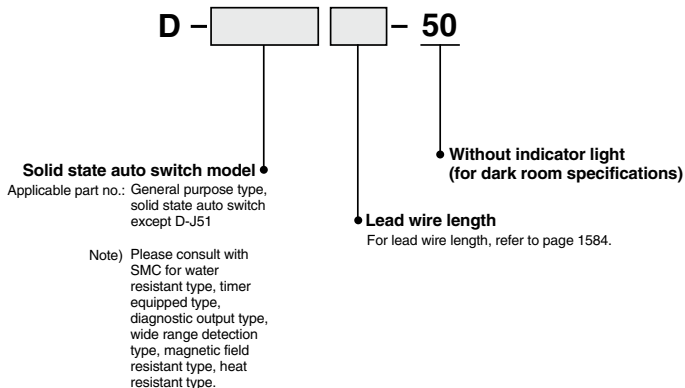 D – – 50
Without indicator light
(for dark room specifications)
Solid state auto switch model
Applicable part no.: General purpose type,
solid state auto switch
except D-J51
Lead wire length
For lead wire length, refer to page 1584.
Note) Please consult with
SMC for water
resistant type, timer
equipped type,
diagnostic output type,
wide range detection
type, magnetic field
resistant type, heat
resistant type.